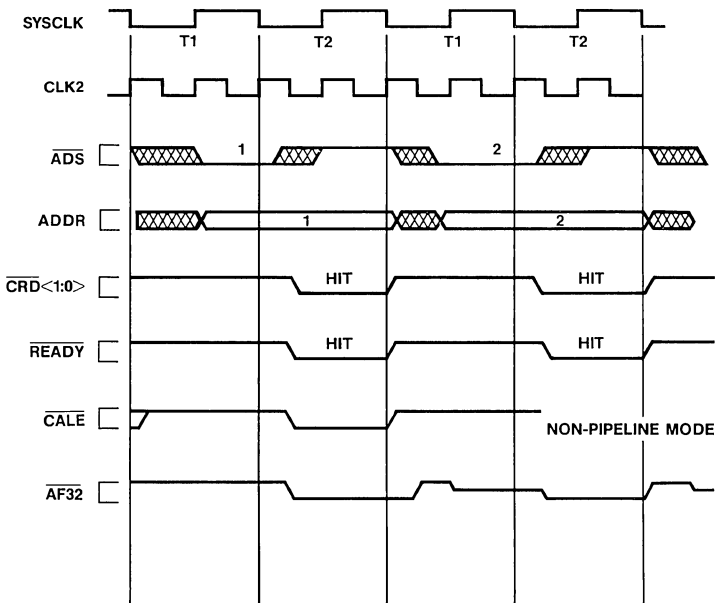 SYSCLK
T1 T2 T1 T2
CLK2
ADS 1 2
ADDR 1 2
CRD<1:0> HIT HIT
READY HIT HIT
CALE
NON-PIPELINE MODE
AF32